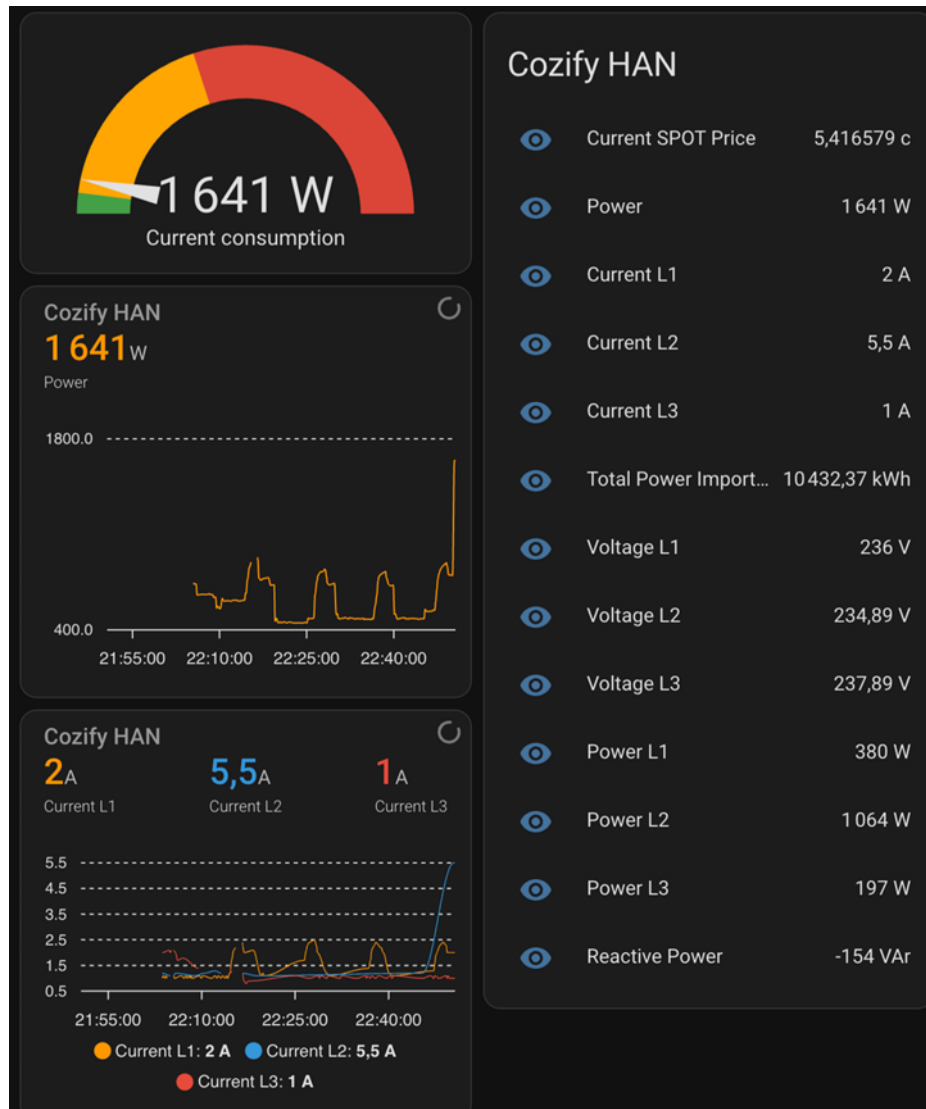 1 641 W
Current consumption
Cozify HAN
1 641 W
Power
1800.0
400.0
21:55:00 22:10:00 22:25:00 22:40:00
Cozify HAN
2A 5,5A 1A
Current L1 Current L2 Current L3
5.5
4.5
3.5
2.5
1.5
0.5
21:55:00 22:10:00 22:25:00 22:40:00
Current L1: 2 A Current L2: 5,5 A
Current L3: 1 A
Cozify HAN
Current SPOT Price 5,416579 c
Power 1 641 W
Current L1 2 A
Current L2 5,5 A
Current L3 1 A
Total Power Import… 10 432,37 kWh
Voltage L1 236 V
Voltage L2 234,89 V
Voltage L3 237,89 V
Power L1 380 W
Power L2 1 064 W
Power L3 197 W
Reactive Power -154 VAr